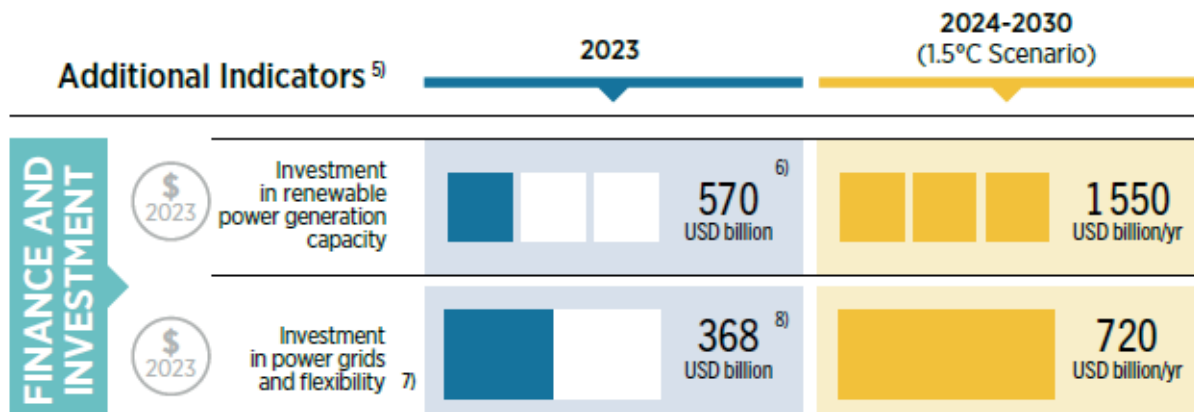 Additional Indicators 5)
2023
2024-2030
(1.5°C Scenario)
FINANCE AND
INVESTMENT
$
2023
Investment
in renewable
power generation
capacity
570 6)
USD billion
1 550
USD billion/yr
$
2023
Investment
in power grids
and flexibility 7)
368 8)
USD billion
720
USD billion/yr